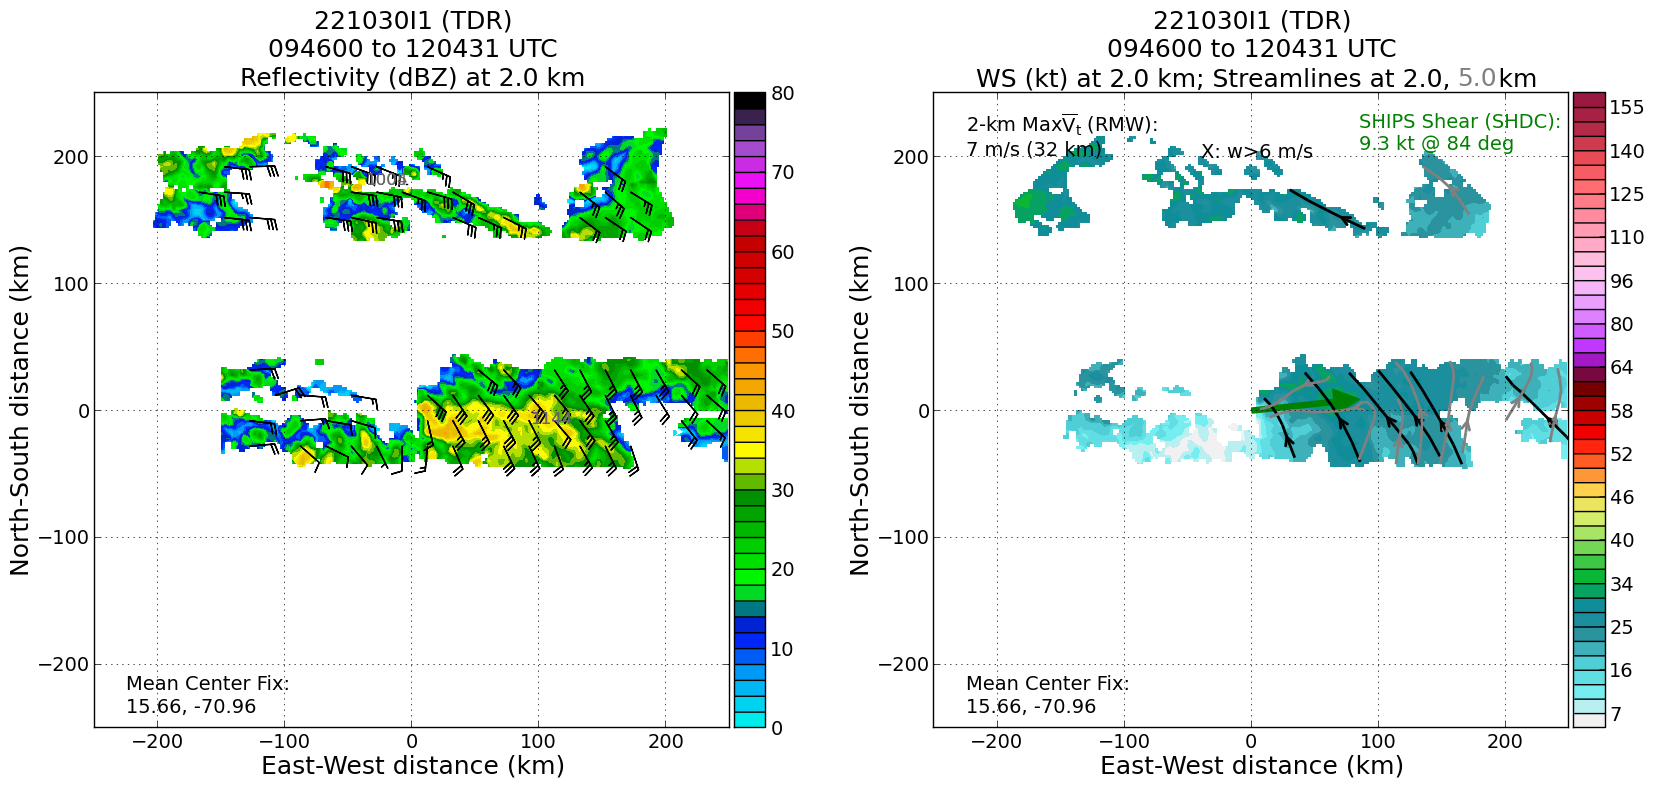 221030I1 (TDR)
094600 to 120431 UTC
Reflectivity (dBZ) at 2.0 km
North-South distance (km)
200
100
0
−100
−200
Mean Center Fix:
15.66, -70.96
−200 −100 0 100 200
East-West distance (km)
80
70
60
50
40
30
20
10
0
221030I1 (TDR)
094600 to 120431 UTC
WS (kt) at 2.0 km; Streamlines at 2.0, 5.0km
2-km MaxV̅t (RMW):
7 m/s (32 km)
X: w>6 m/s
SHIPS Shear (SHDC):
9.3 kt @ 84 deg
North-South distance (km)
200
100
0
−100
−200
Mean Center Fix:
15.66, -70.96
−200 −100 0 100 200
East-West distance (km)
155
140
125
110
96
80
64
58
52
46
40
34
25
16
7